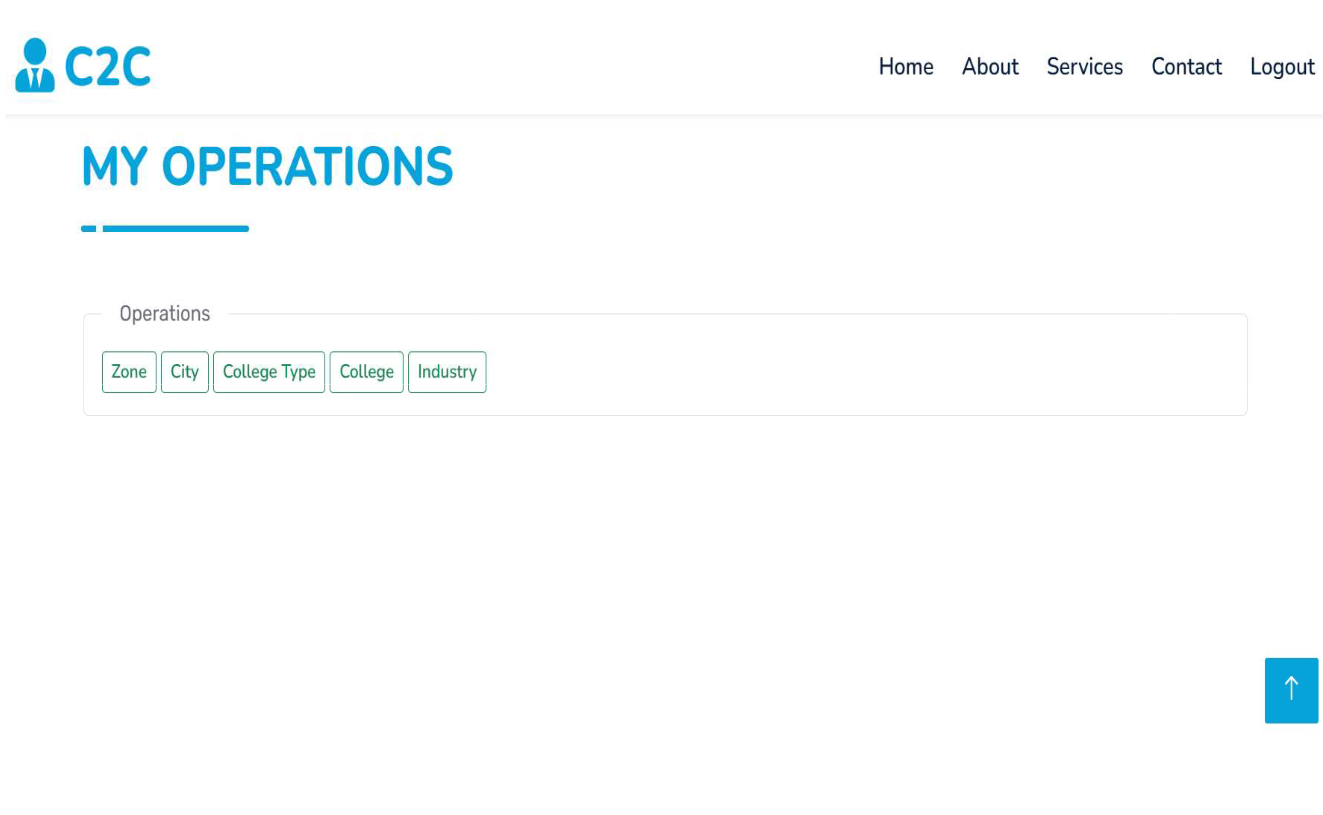 C2C
Home About Services Contact Logout
MY OPERATIONS
Operations
Zone City College Type College Industry